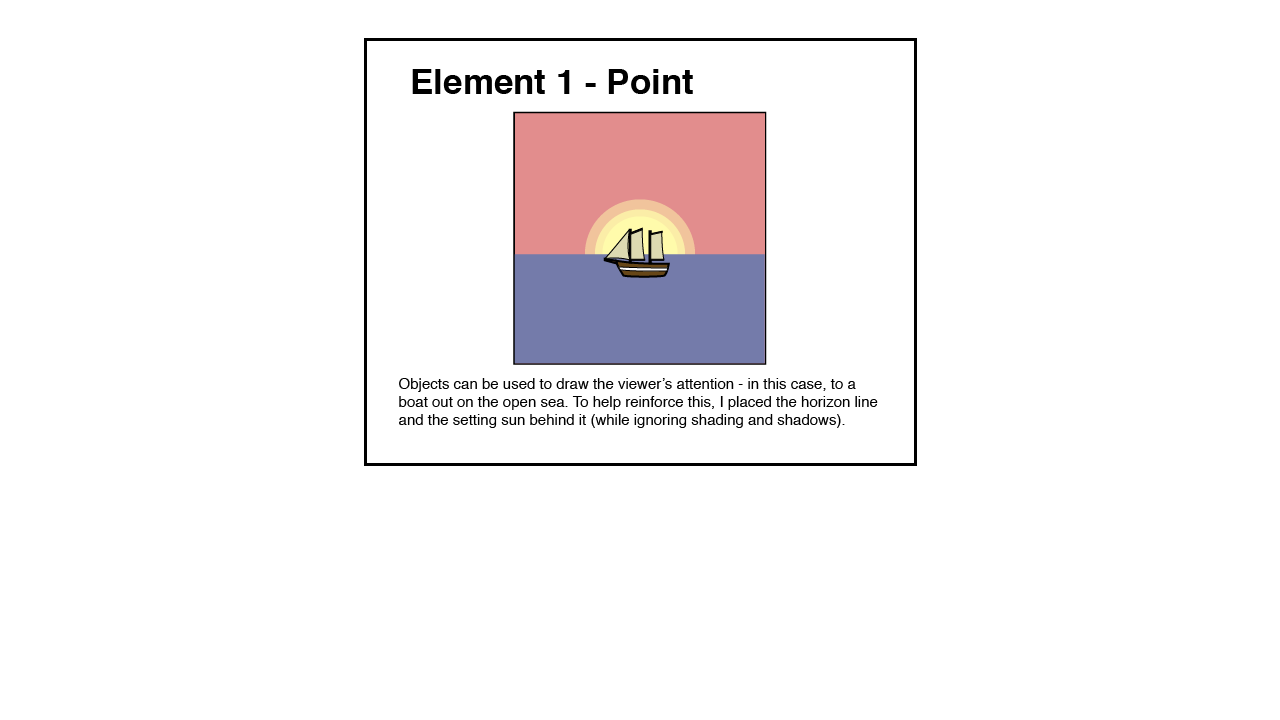 Element 1 - Point
Objects can be used to draw the viewer’s attention - in this case, to a
boat out on the open sea. To help reinforce this, I placed the horizon line
and the setting sun behind it (while ignoring shading and shadows).